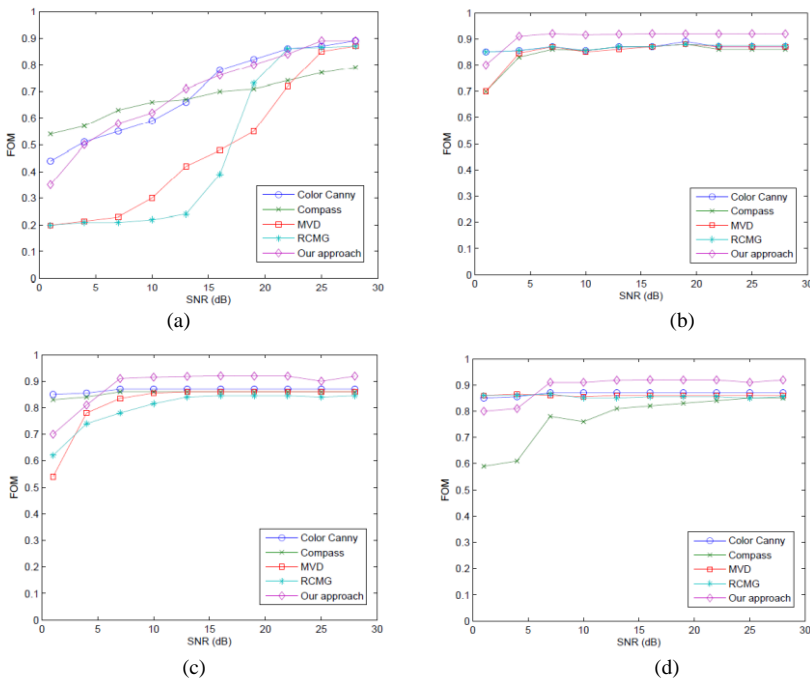 1
0.9
0.8
0.7
0.6
0.5
0.4
0.3
0.2
0.1
0
FOM
0 5 10 15 20 25 30
SNR (dB)
Color Canny
Compass
MVD
RCMG
Our approach
(a)
1
0.9
0.8
0.7
0.6
0.5
0.4
0.3
0.2
0.1
0
FOM
0 5 10 15 20 25 30
SNR (dB)
Color Canny
Compass
MVD
RCMG
Our approach
(b)
1
0.9
0.8
0.7
0.6
0.5
0.4
0.3
0.2
0.1
0
FOM
0 5 10 15 20 25 30
SNR (dB)
Color Canny
Compass
MVD
RCMG
Our approach
(c)
1
0.9
0.8
0.7
0.6
0.5
0.4
0.3
0.2
0.1
0
FOM
0 5 10 15 20 25 30
SNR (dB)
Color Canny
Compass
MVD
RCMG
Our approach
(d)